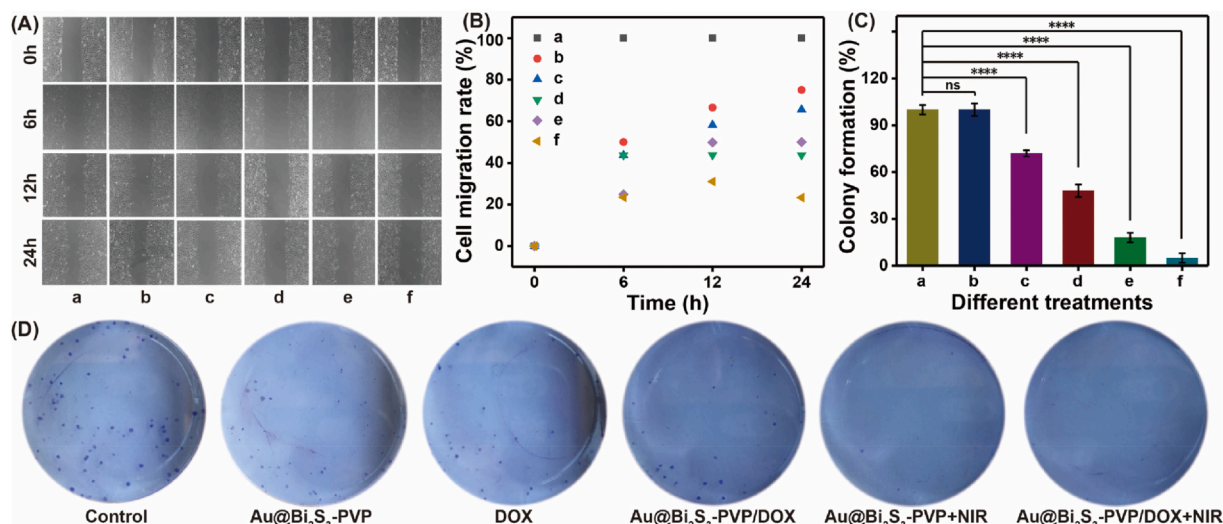 (A)
0h
6h
12h
24h
a b c d e f
(B)
Cell migration rate (%)
100
80
60
40
20
0
a
b
c
d
e
f
0 6 12 24
Time (h)
(C)
Colony formation (%)
120
90
60
30
0
****
****
****
****
ns
a b c d e f
Different treatments
(D)
Control Au@Bi₂S₃-PVP DOX Au@Bi₂S₃-PVP/DOX Au@Bi₂S₃-PVP+NIR Au@Bi₂S₃-PVP/DOX+NIR